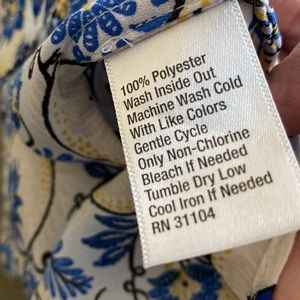 100% Polyester
Wash Inside Out
Machine Wash Cold
With Like Colors
Gentle Cycle
Only Non-Chlorine
Bleach If Needed
Tumble Dry Low
Cool Iron If Needed
RN 31104